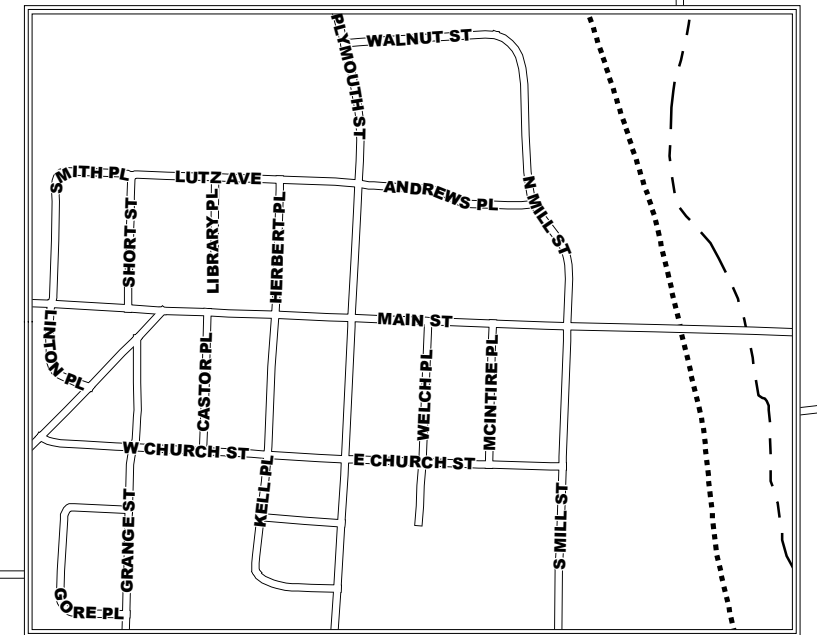 PLYMOUTH ST
WALNUT ST
SMITH PL
LUTZ AVE
ANDREWS PL
N MILL ST
SHORT ST
LIBRARY PL
HERBERT PL
MAIN ST
LINTON PL
CASTOR PL
WELCH PL
MCINTIRE PL
W CHURCH ST
E CHURCH ST
KELL PL
GRANGE ST
S MILL ST
GORE PL